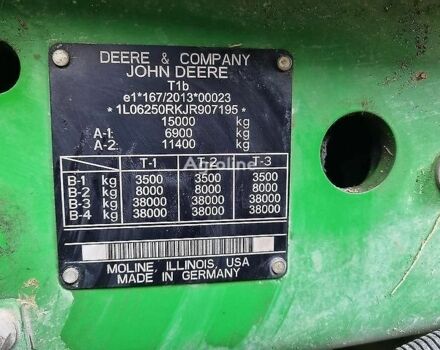 DEERE & COMPANY
JOHN DEERE
T1b
e1*167/2013*00023
*1L06250RKJR907195*
15000 kg
A-1: 6900 kg
A-2: 11400 kg
T-1 T-2 T-3
B-1 kg 3500 3500 3500
B-2 kg 8000 8000 8000
B-3 kg 38000 38000 38000
B-4 kg 38000 38000 38000
MOLINE, ILLINOIS, USA
MADE IN GERMANY
Autoline